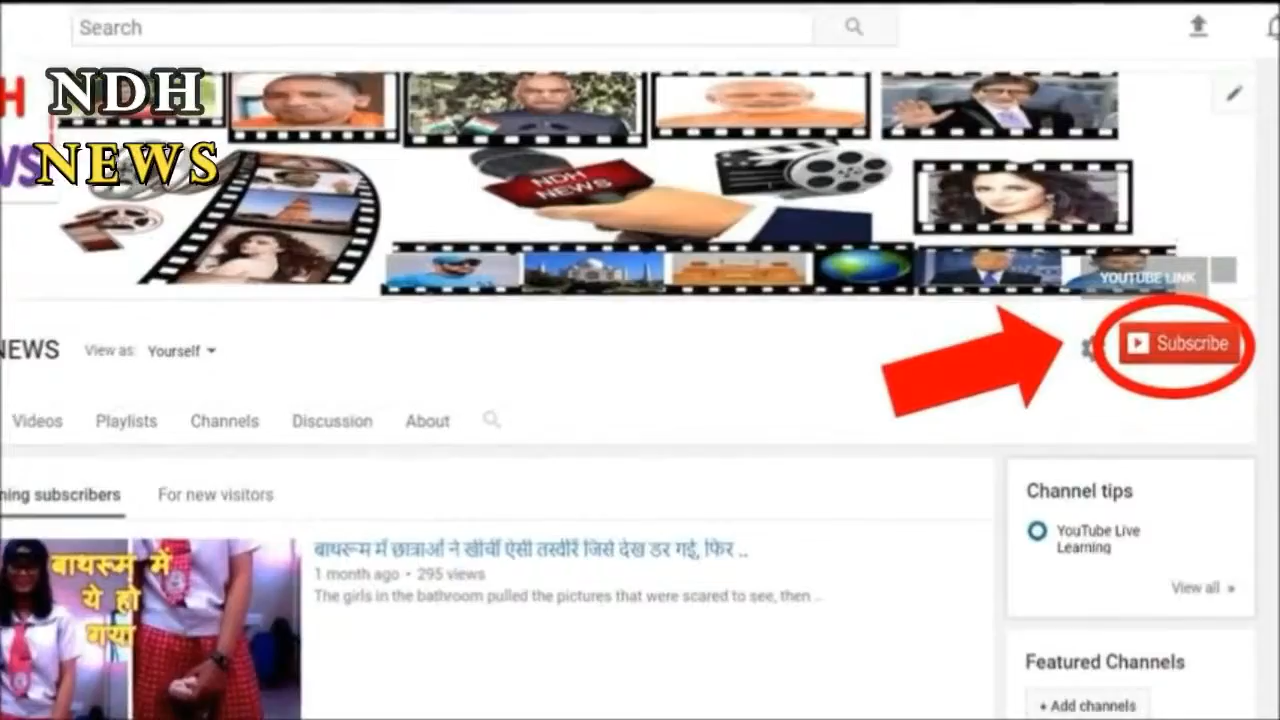 Search
H
NDH
WS
NEWS
NDH
NEWS
YOUTUBE LINK
NEWS
View as: Yourself
Subscribe
Videos
Playlists
Channels
Discussion
About
ning subscribers
For new visitors
Channel tips
YouTube Live
Learning
View all »
बाथरूम में
ये हो
गया
बाथरूम में छात्राओं ने खींचीं ऐसी तस्वीरें जिसे देख डर गई, फिर ..
1 month ago • 295 views
The girls in the bathroom pulled the pictures that were scared to see, then ..
Featured Channels
+ Add channels